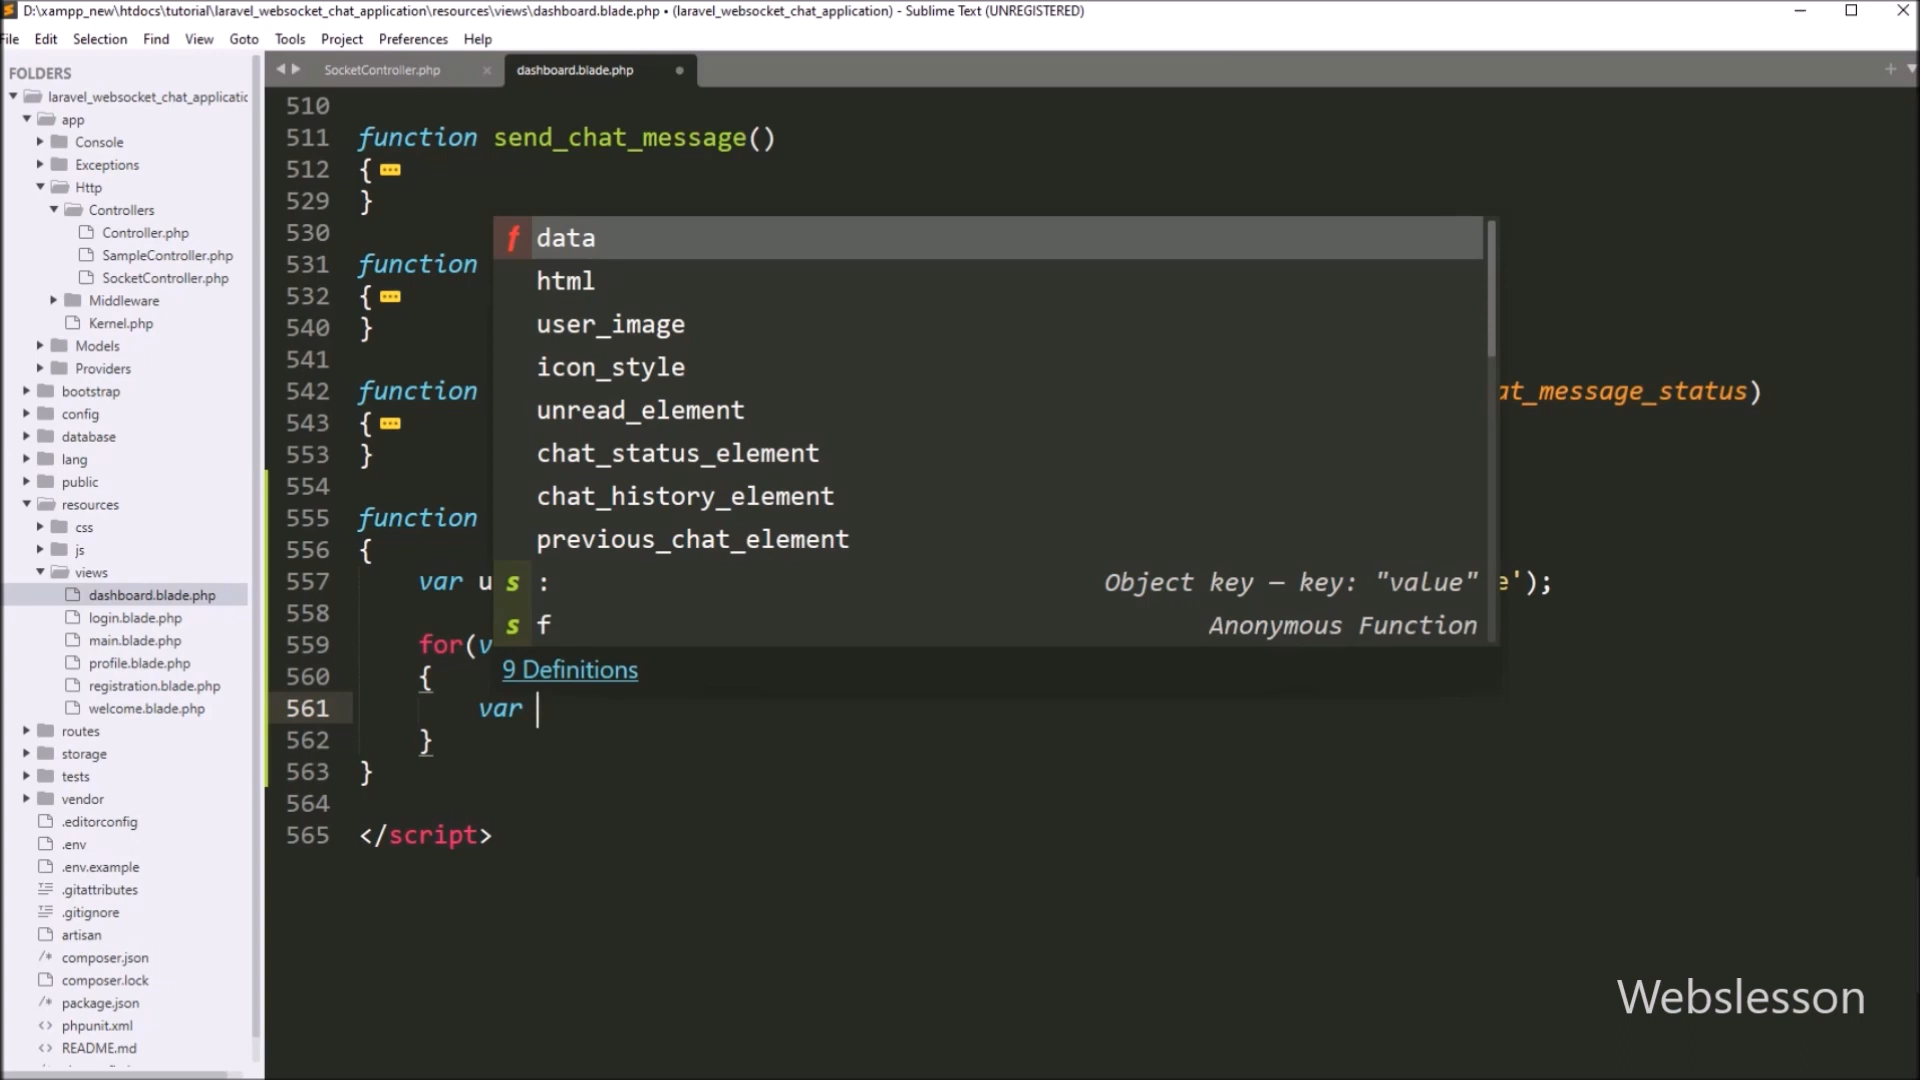 D:\xampp_new\htdocs\tutorial\laravel_websocket_chat_application\resources\views\dashboard.blade.php • (laravel_websocket_chat_application) - Sublime Text (UNREGISTERED)
File Edit Selection Find View Goto Tools Project Preferences Help
SocketController.php dashboard.blade.php
FOLDERS
laravel_websocket_chat_applicatic
app
Console
Exceptions
Http
Controllers
Controller.php
SampleController.php
SocketController.php
Middleware
Kernel.php
Models
Providers
bootstrap
config
database
lang
public
resources
css
js
views
dashboard.blade.php
login.blade.php
main.blade.php
profile.blade.php
registration.blade.php
welcome.blade.php
routes
storage
tests
vendor
.editorconfig
.env
.env.example
.gitattributes
.gitignore
artisan
composer.json
composer.lock
package.json
phpunit.xml
README.md
510
511 function send_chat_message()
512 {
529 }
530
531 function
532 {
540 }
541
542 function at_message_status)
543 {
553 }
554
555 function
556 {
557 var u e');
558
559 for(v
560 {
561 var
562 }
563 }
564
565 </script>
f data
html
user_image
icon_style
unread_element
chat_status_element
chat_history_element
previous_chat_element
s : Object key – key: "value"
s f Anonymous Function
9 Definitions
Webslesson